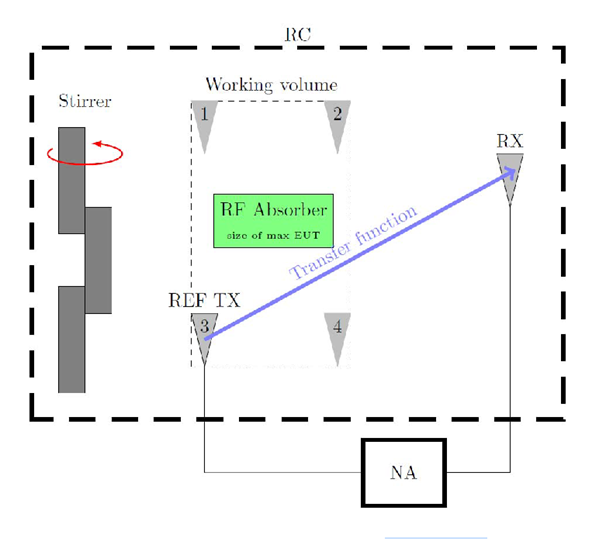 RC
Working volume
Stirrer
1
2
RX
RF Absorber
size of max EUT
Transfer function
REF TX
3
4
NA